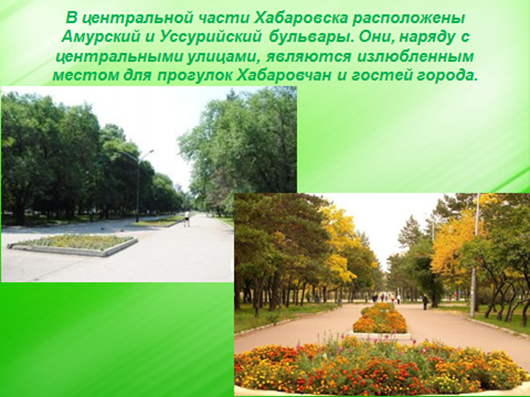 В центральной части Хабаровска расположены
Амурский и Уссурийский бульвары. Они, наряду с
центральными улицами, являются излюбленным
местом для прогулок Хабаровчан и гостей города.